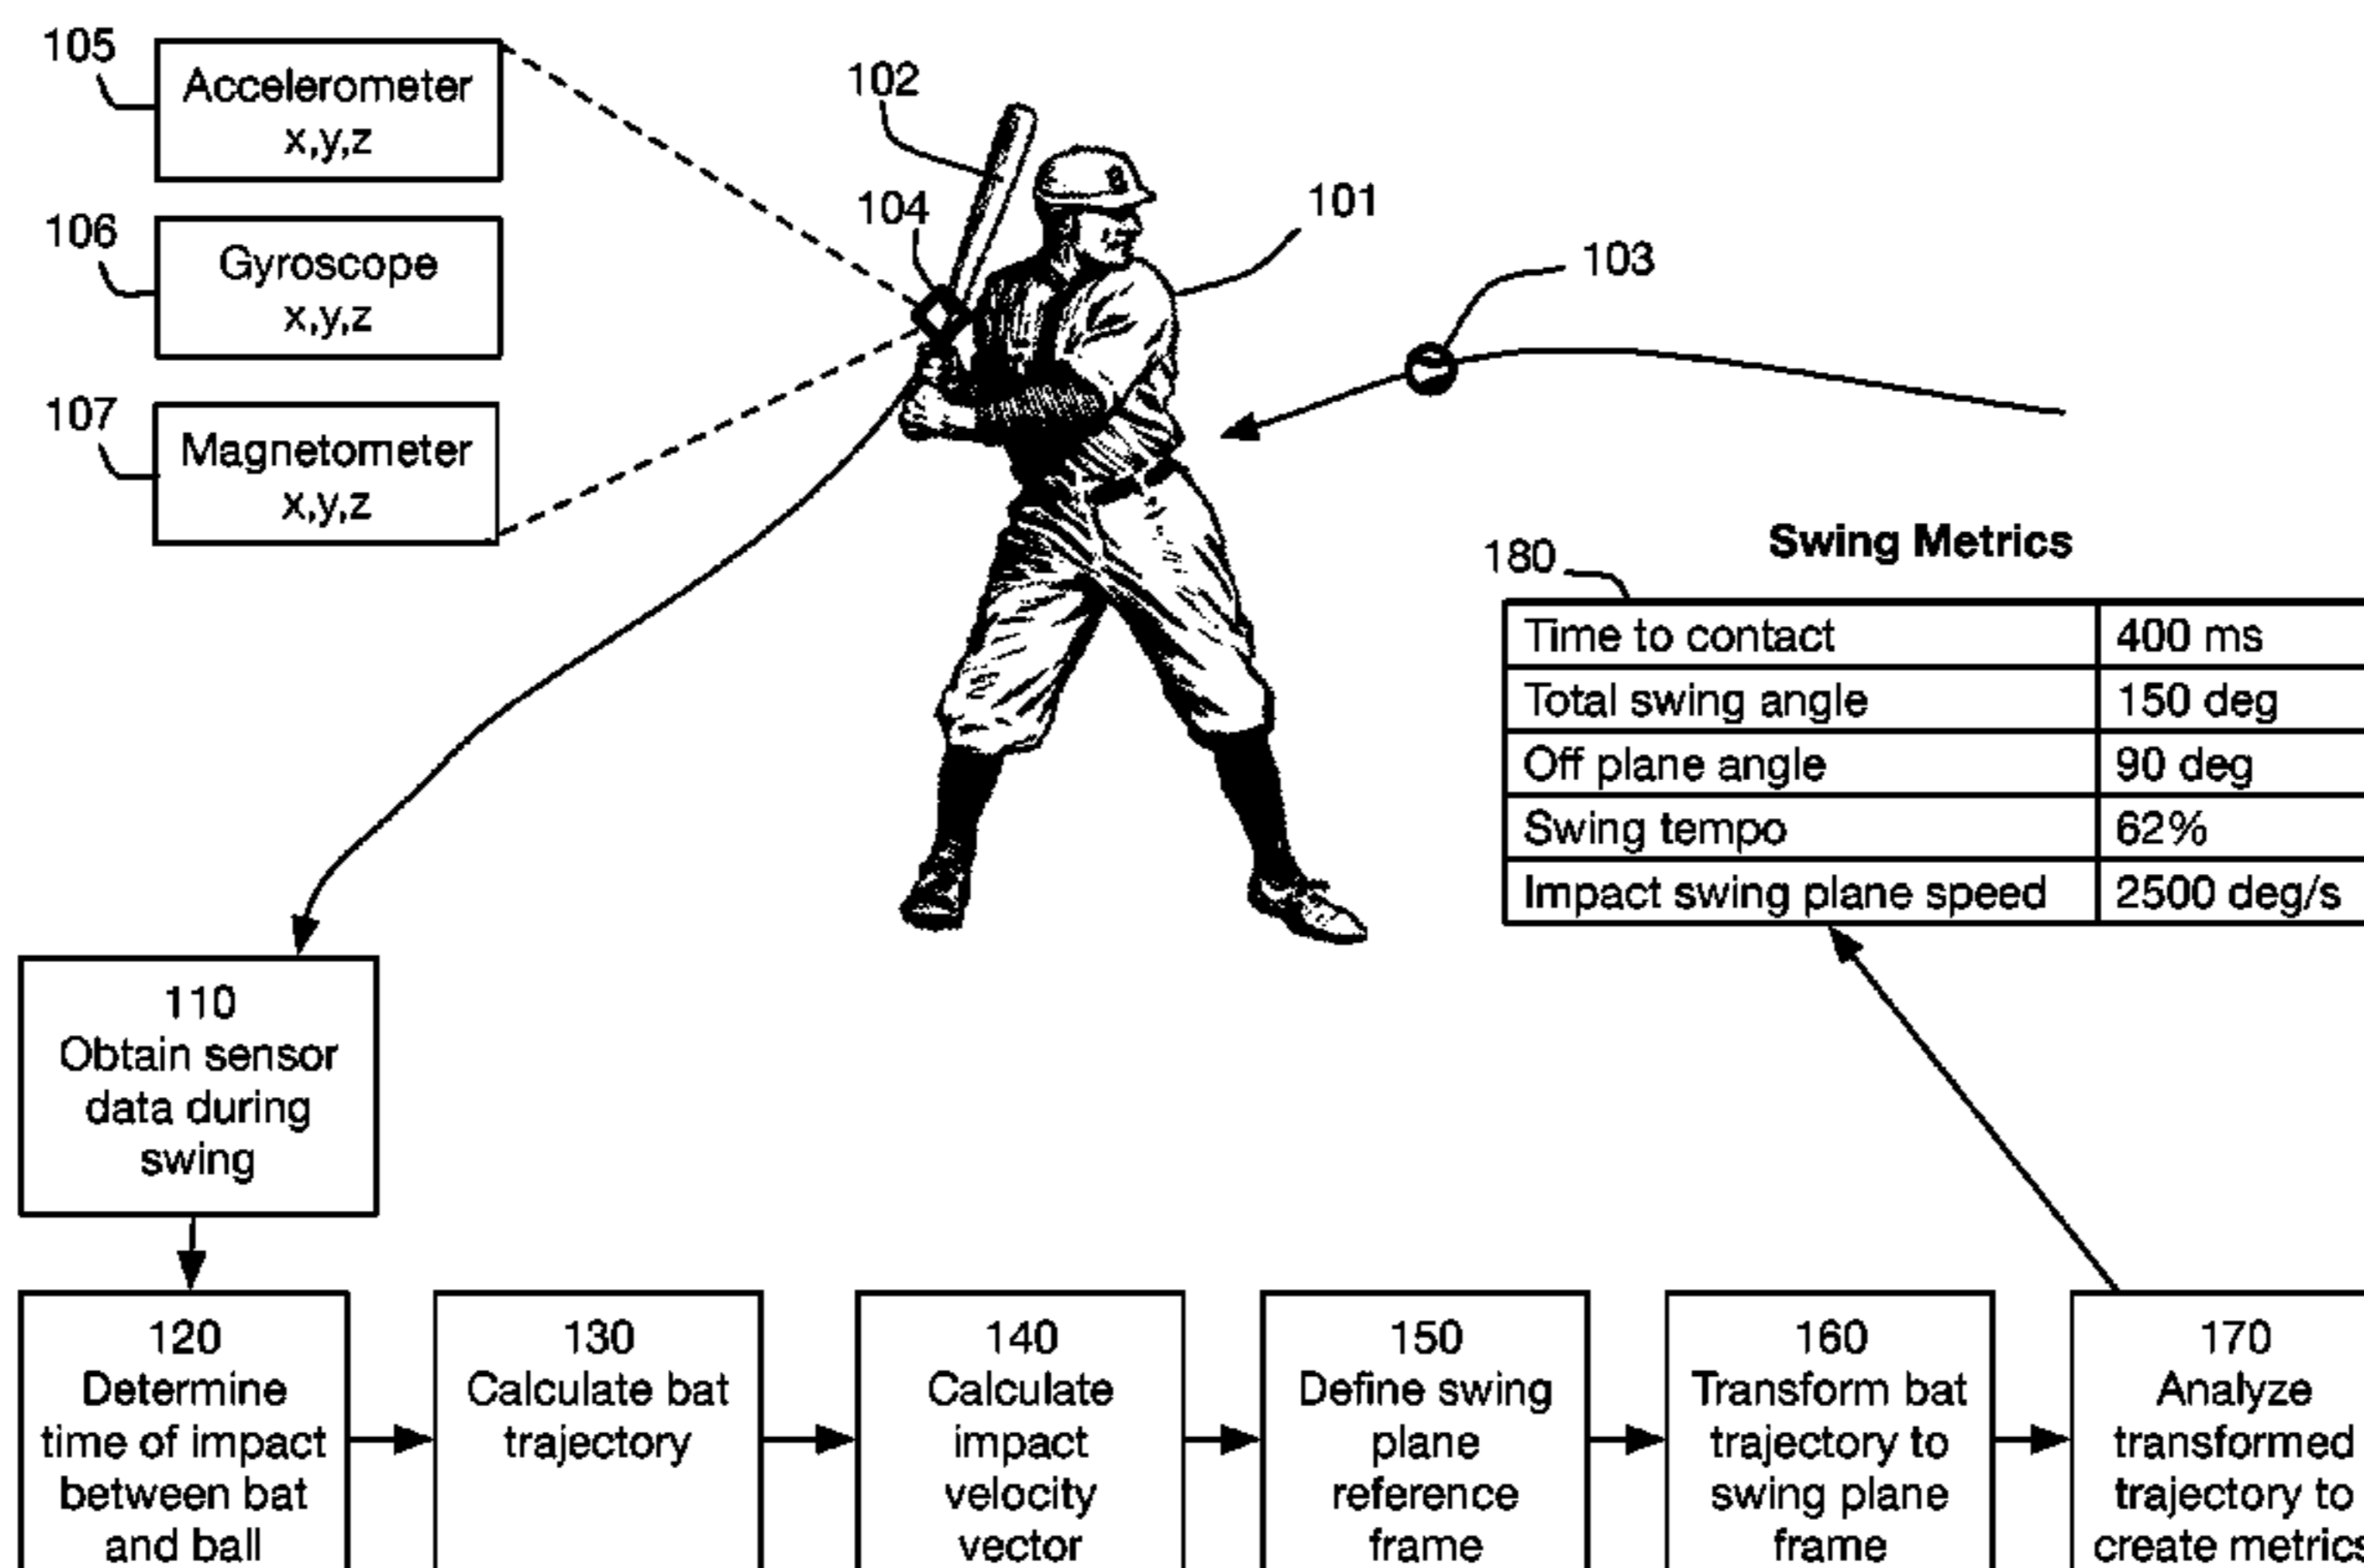 105
Accelerometer
x,y,z
106
Gyroscope
x,y,z
107
Magnetometer
x,y,z
102
104
101
103
Swing Metrics
180
Time to contact 400 ms
Total swing angle 150 deg
Off plane angle 90 deg
Swing tempo 62%
Impact swing plane speed 2500 deg/s
110
Obtain sensor
data during
swing
120
Determine
time of impact
between bat
and ball
130
Calculate bat
trajectory
140
Calculate
impact
velocity
vector
150
Define swing
plane
reference
frame
160
Transform bat
trajectory to
swing plane
frame
170
Analyze
transformed
trajectory to
create metrics